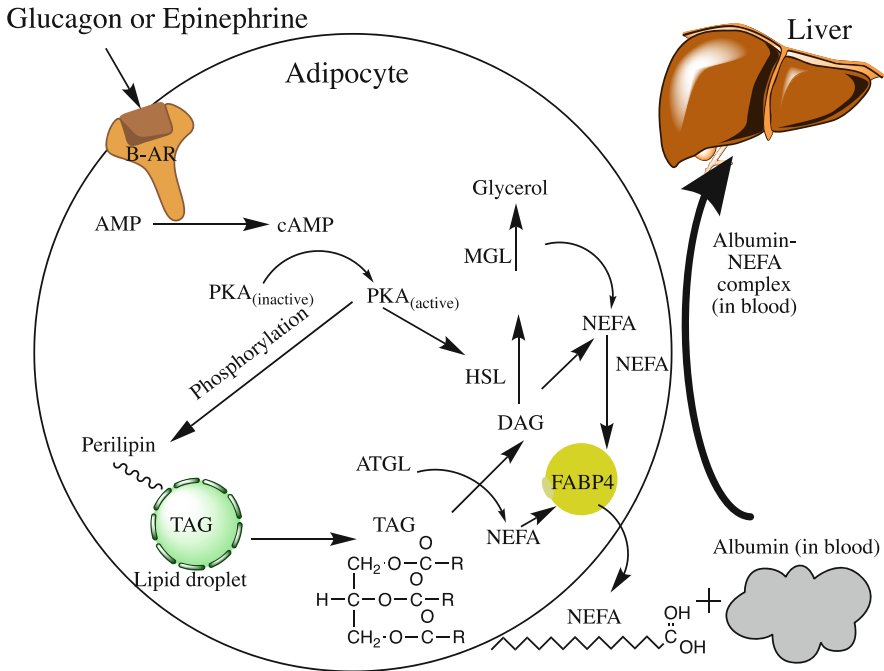 Glucagon or Epinephrine
Liver
Adipocyte
B-AR
Glycerol
AMP
cAMP
MGL
Albumin-
NEFA
complex
(in blood)
PKA(inactive)
PKA(active)
NEFA
Phosphorylation
HSL
NEFA
DAG
Perilipin
ATGL
FABP4
TAG
TAG
NEFA
Lipid droplet
Albumin (in blood)
O
CH2-O-C-R
O
H-C-O-C-R
O
CH2-O-C-R
NEFA
OH
C
OH
+